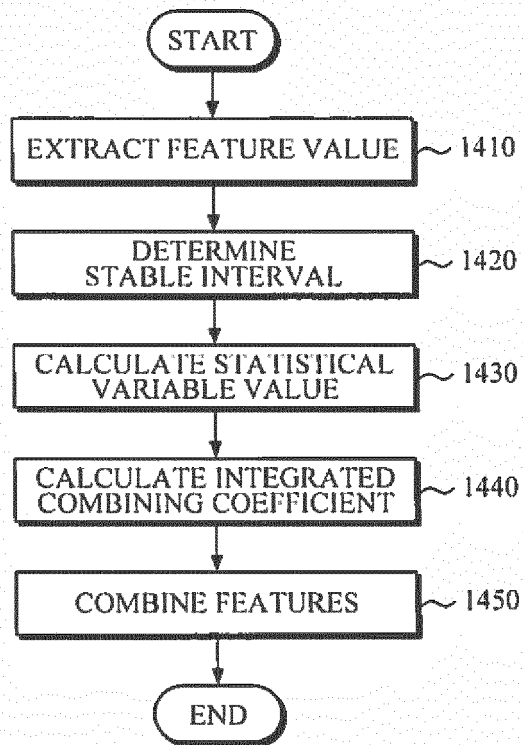 START
EXTRACT FEATURE VALUE
1410
DETERMINE
STABLE INTERVAL
1420
CALCULATE STATISTICAL
VARIABLE VALUE
1430
CALCULATE INTEGRATED
COMBINING COEFFICIENT
1440
COMBINE FEATURES
1450
END